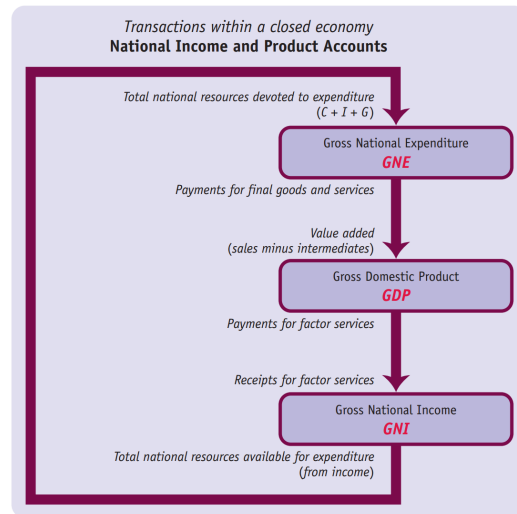 Transactions within a closed economy
National Income and Product Accounts
Total national resources devoted to expenditure
(C + I + G)
Gross National Expenditure
GNE
Payments for final goods and services
Value added
(sales minus intermediates)
Gross Domestic Product
GDP
Payments for factor services
Receipts for factor services
Gross National Income
GNI
Total national resources available for expenditure
(from income)